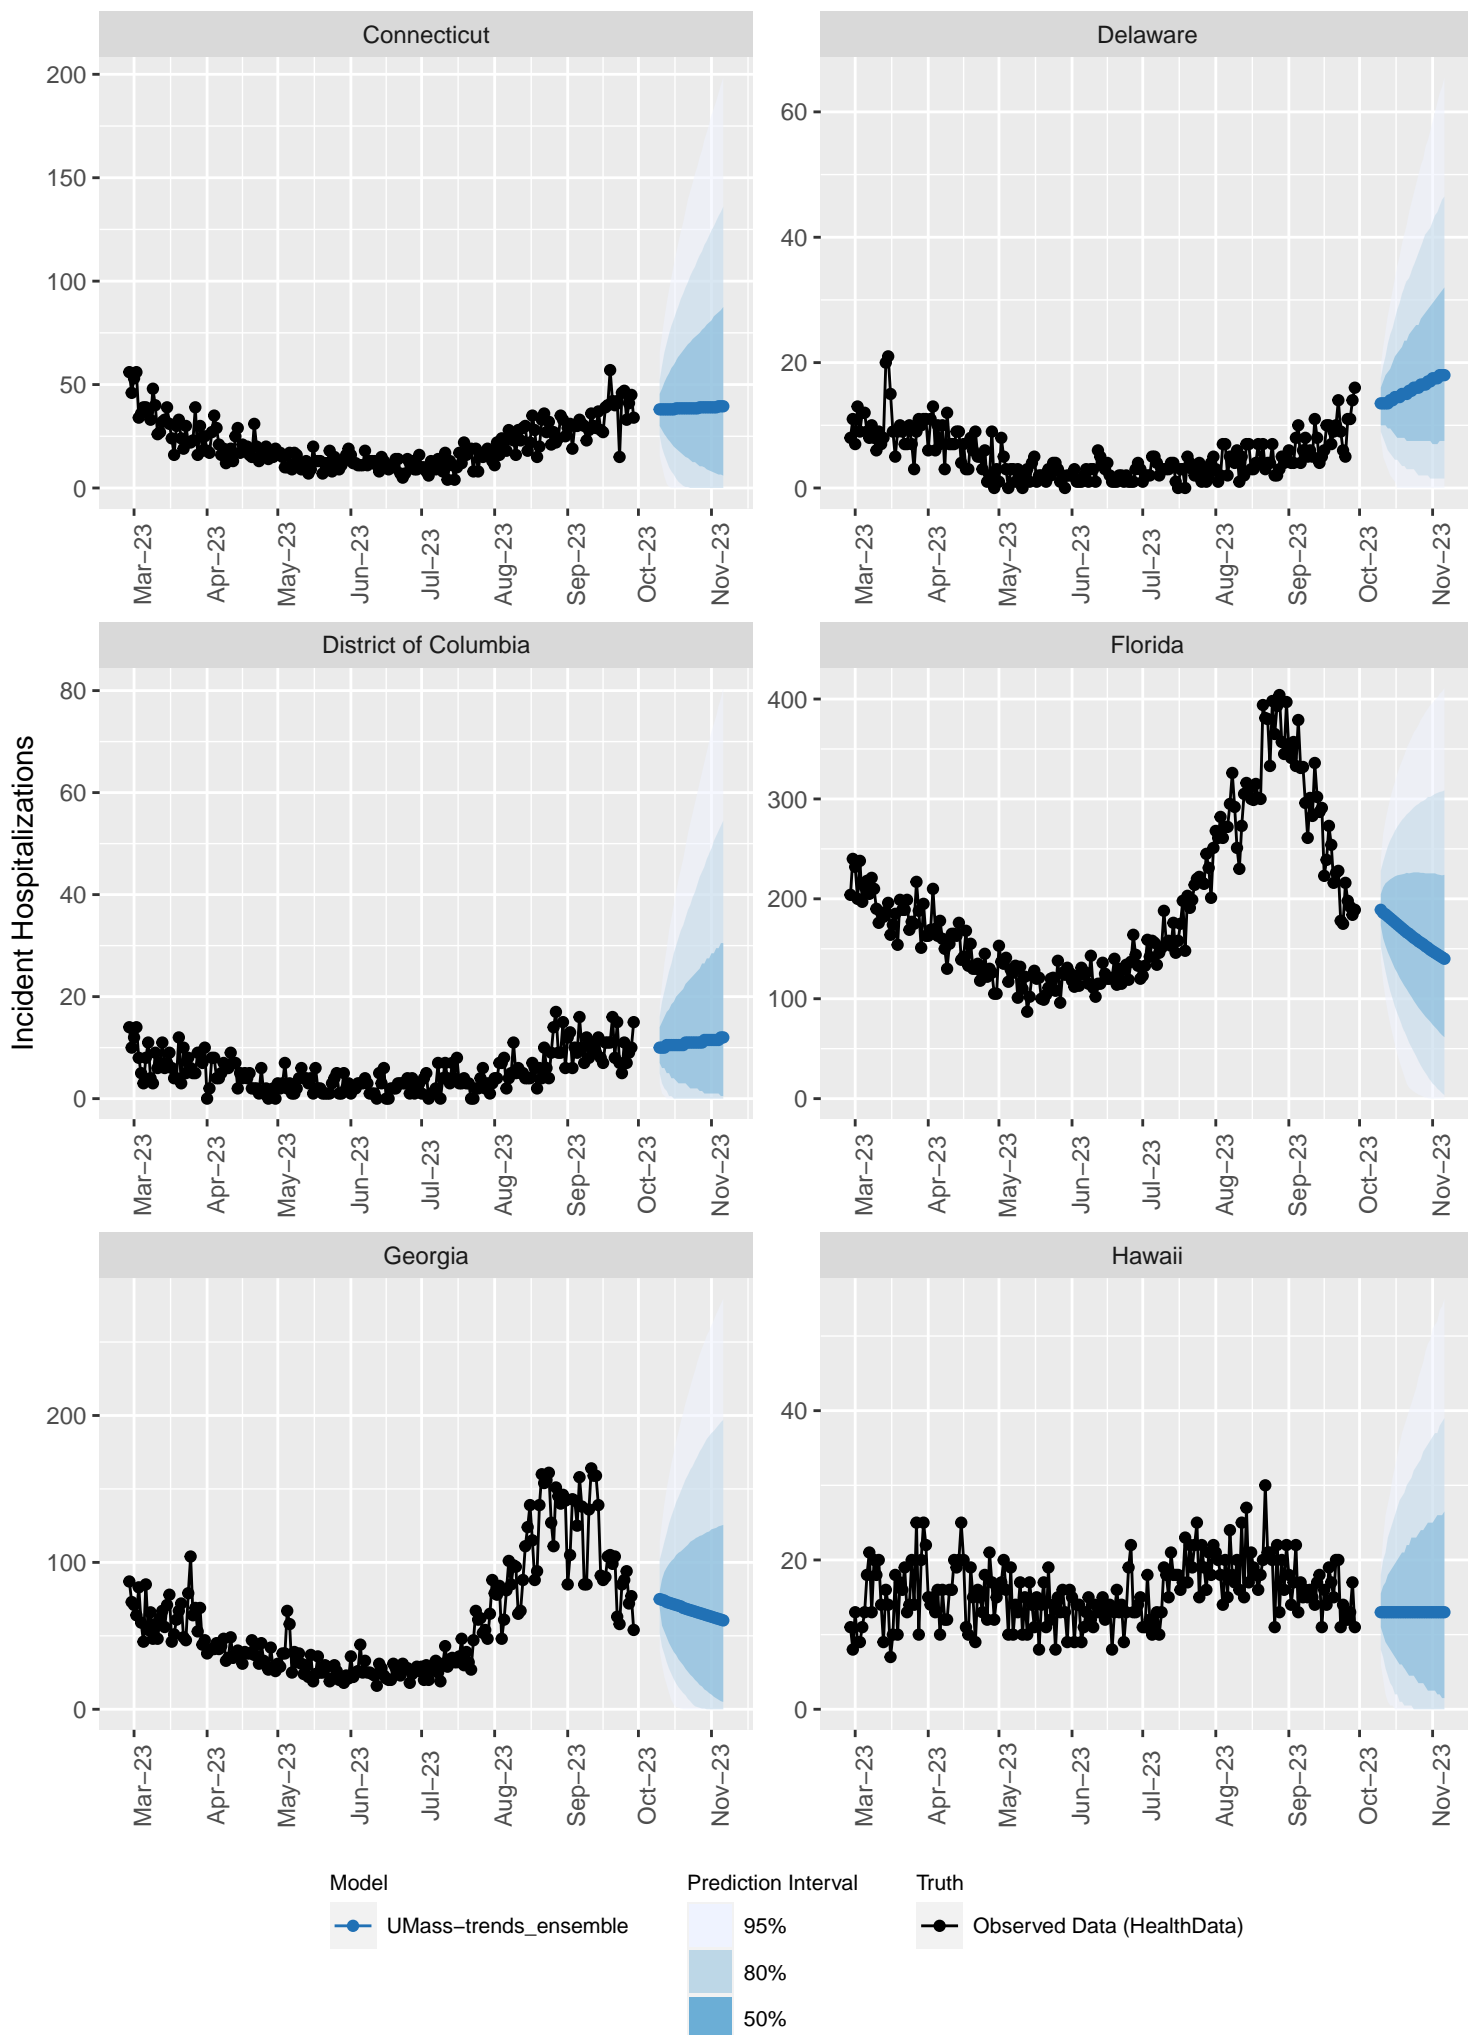 Connecticut
Delaware
200
150
100
50
0
60
40
20
0
Mar−23
Apr−23
May−23
Jun−23
Jul−23
Aug−23
Sep−23
Oct−23
Nov−23
Mar−23
Apr−23
May−23
Jun−23
Jul−23
Aug−23
Sep−23
Oct−23
Nov−23
District of Columbia
Florida
Incident Hospitalizations
80
60
40
20
0
400
300
200
100
0
Mar−23
Apr−23
May−23
Jun−23
Jul−23
Aug−23
Sep−23
Oct−23
Nov−23
Mar−23
Apr−23
May−23
Jun−23
Jul−23
Aug−23
Sep−23
Oct−23
Nov−23
Georgia
Hawaii
200
100
0
40
20
0
Mar−23
Apr−23
May−23
Jun−23
Jul−23
Aug−23
Sep−23
Oct−23
Nov−23
Mar−23
Apr−23
May−23
Jun−23
Jul−23
Aug−23
Sep−23
Oct−23
Nov−23
Model
UMass−trends_ensemble
Prediction Interval
95%
80%
50%
Truth
Observed Data (HealthData)